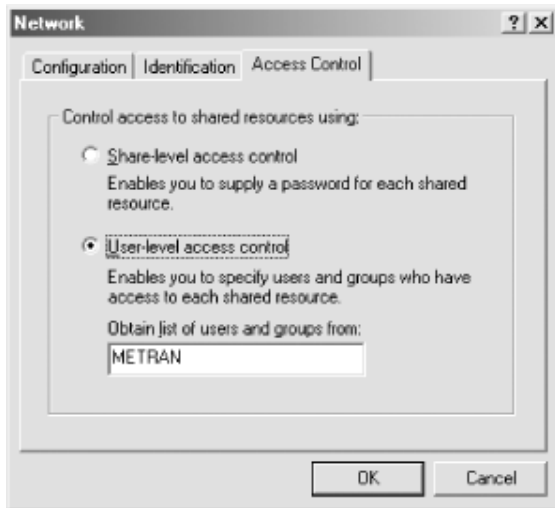 Network
Configuration
Identification
Access Control
Control access to shared resources using:
Share-level access control
Enables you to supply a password for each shared
resource.
User-level access control
Enables you to specify users and groups who have
access to each shared resource.
Obtain list of users and groups from:
METRAN
OK
Cancel